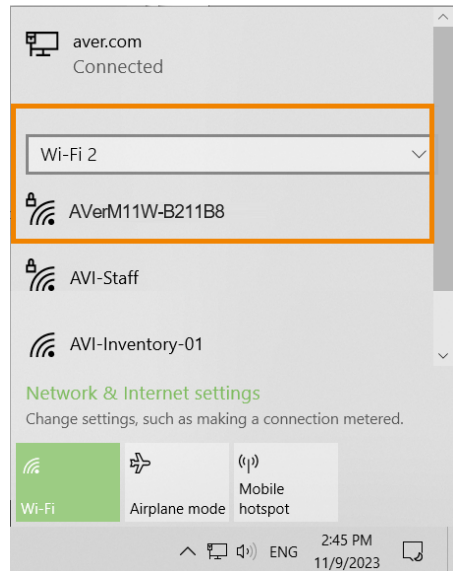 aver.com
Connected
Wi-Fi 2
AVerM11W-B211B8
AVI-Staff
AVI-Inventory-01
Network & Internet settings
Change settings, such as making a connection metered.
Wi-Fi
Airplane mode
Mobile
hotspot
ENG
2:45 PM
11/9/2023